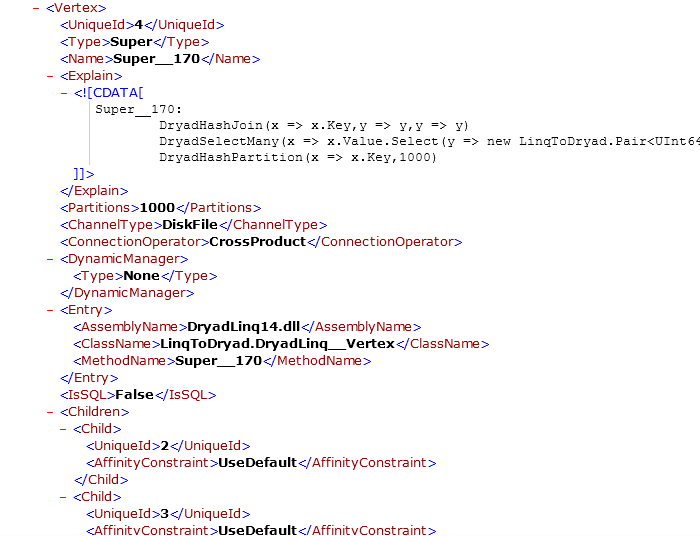 - <Vertex>
<UniqueId>4</UniqueId>
<Type>Super</Type>
<Name>Super__170</Name>
- <Explain>
- <![CDATA[
Super__170:
DryadHashJoin(x => x.Key,y => y,y => y)
DryadSelectMany(x => x.Value.Select(y => new LinqToDryad.Pair<UInt64
DryadHashPartition(x => x.Key,1000)
]]>
</Explain>
<Partitions>1000</Partitions>
<ChannelType>DiskFile</ChannelType>
<ConnectionOperator>CrossProduct</ConnectionOperator>
- <DynamicManager>
<Type>None</Type>
</DynamicManager>
- <Entry>
<AssemblyName>DryadLinq14.dll</AssemblyName>
<ClassName>LinqToDryad.DryadLinq__Vertex</ClassName>
<MethodName>Super__170</MethodName>
</Entry>
<IsSQL>False</IsSQL>
- <Children>
- <Child>
<UniqueId>2</UniqueId>
<AffinityConstraint>UseDefault</AffinityConstraint>
</Child>
- <Child>
<UniqueId>3</UniqueId>
<AffinityConstraint>UseDefault</AffinityConstraint>